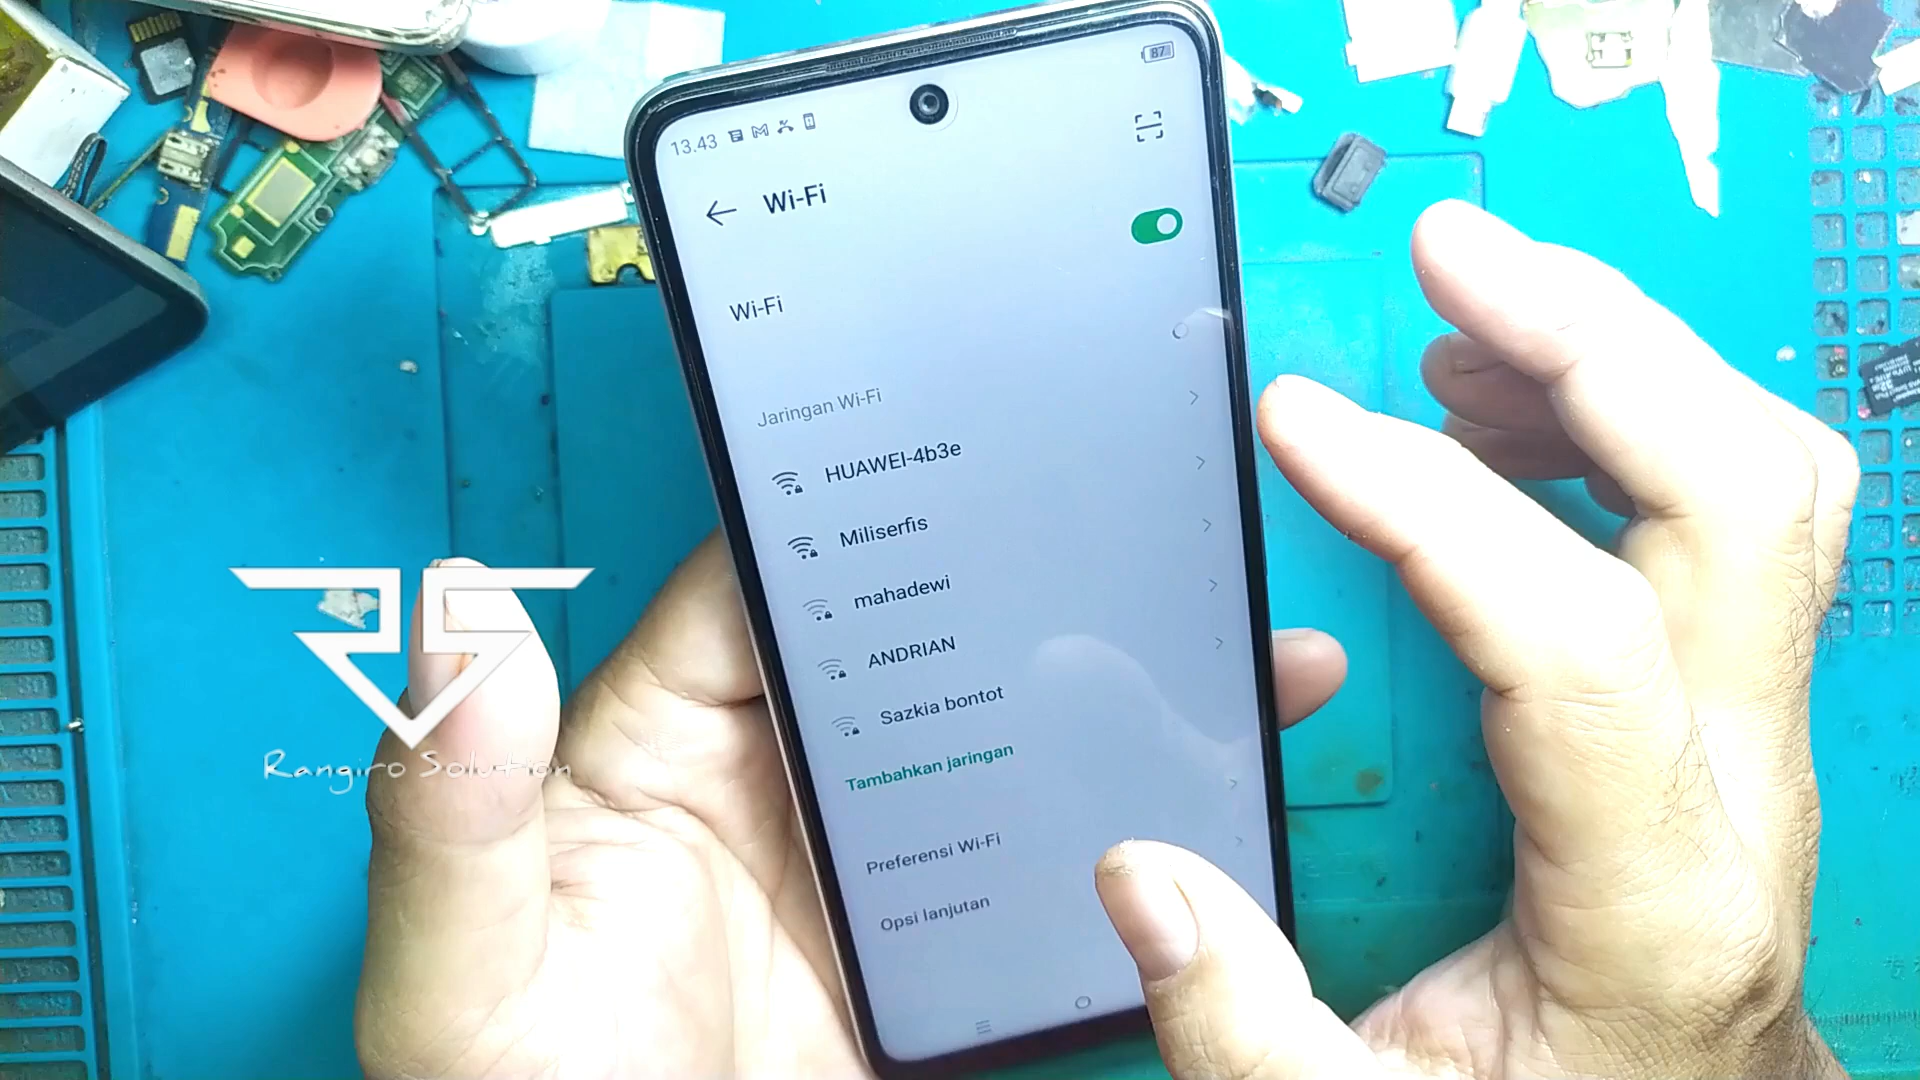 13.43
87
Wi-Fi
Wi-Fi
Jaringan Wi-Fi
HUAWEI-4b3e
Miliserfis
mahadewi
ANDRIAN
Sazkia bontot
Tambahkan jaringan
Preferensi Wi-Fi
Opsi lanjutan
RS
Rangiro Solution